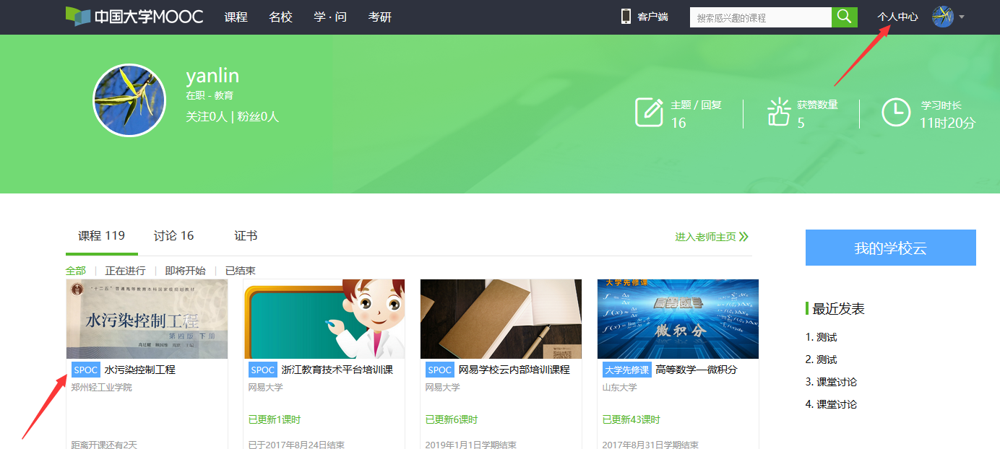 中国大学MOOC 课程 名校 学·问 考研 客户端 搜索感兴趣的课程 个人中心
yanlin
在职 - 教育
关注0人 | 粉丝0人
主题 / 回复
16
获赞数量
5
学习时长
11时20分
课程 119 讨论 16 证书 进入老师主页
全部 | 正在进行 | 即将开始 | 已结束
"十二五"普通高等教育本科国家级规划教材
水污染控制工程
第四版 下册
SPOC 水污染控制工程
郑州轻工业学院
距离开课还有2天
SPOC 浙江教育技术平台培训课
网易大学
已更新1课时
已于2017年8月24日结束
SPOC 网易学校云内部培训课程
网易大学
已更新6课时
2019年1月1日学期结束
大学先修课
微积分
大学先修课 高等数学—微积分
山东大学
已更新43课时
2017年8月31日学期结束
我的学校云
最近发表
1. 测试
2. 测试
3. 课堂讨论
4. 课堂讨论